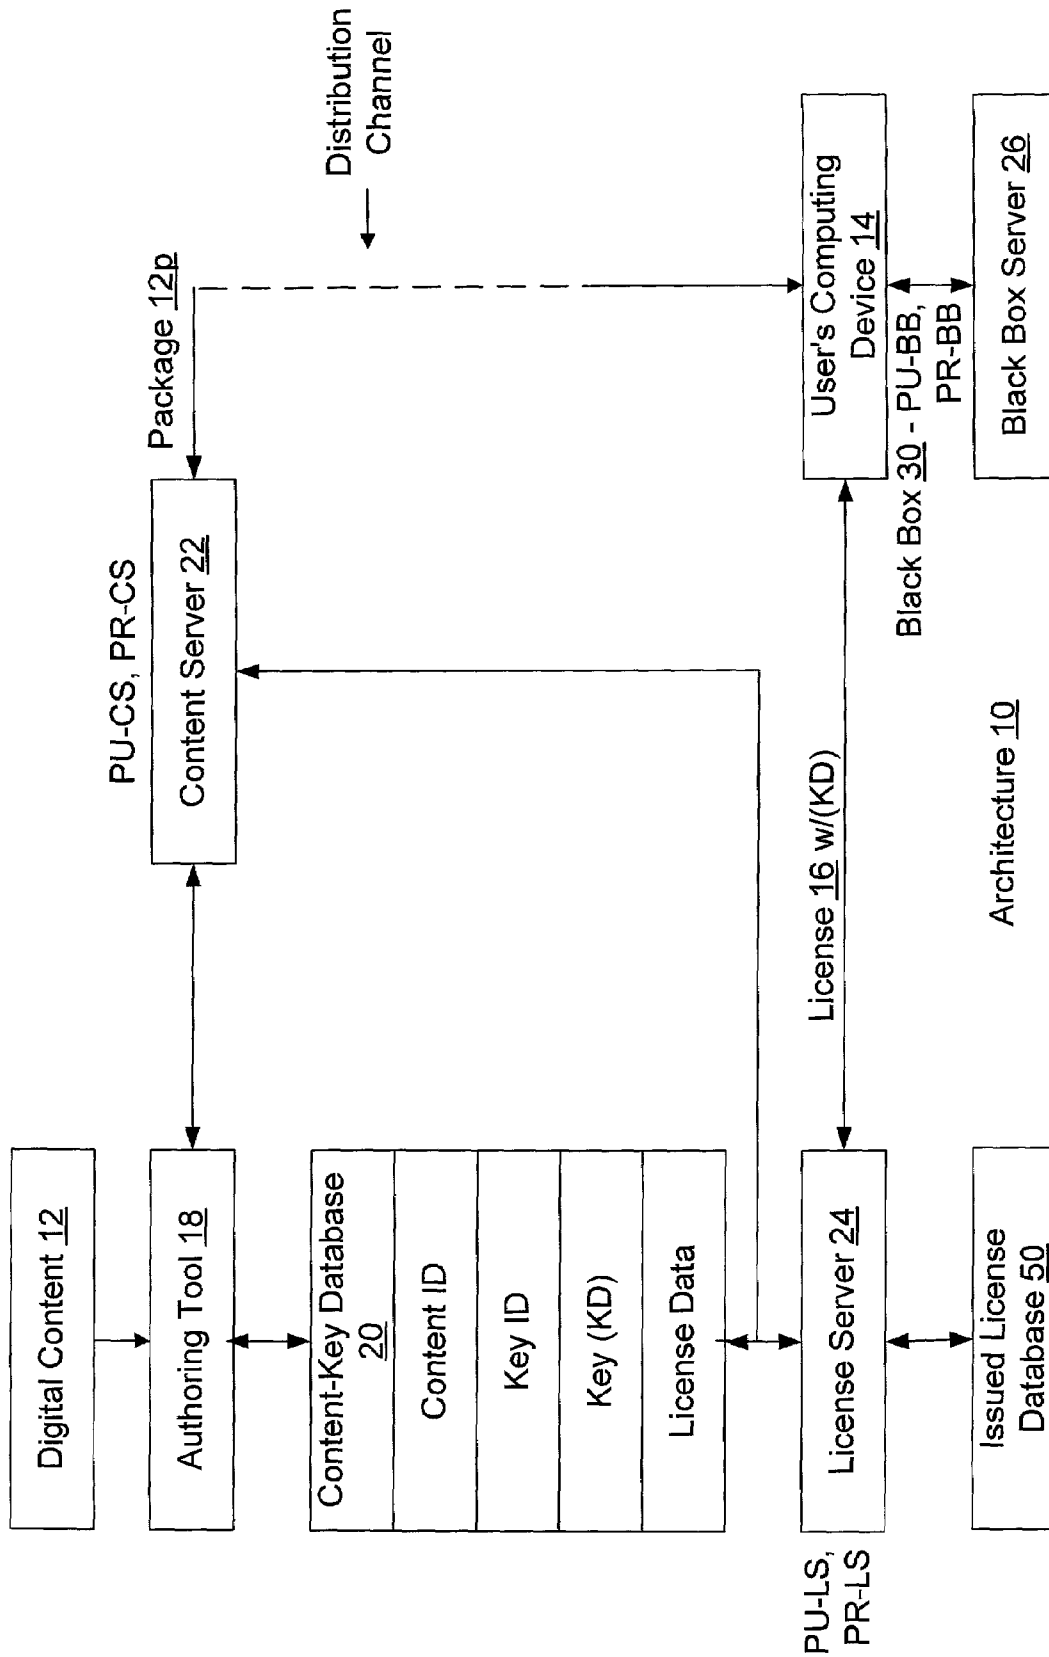 Digital Content 12
Authoring Tool 18
Content-Key Database
20
Content ID
Key ID
Key (KD)
License Data
PU-LS,
PR-LS
License Server 24
Issued License
Database 50
PU-CS, PR-CS
Content Server 22
Package 12p
Distribution
Channel
License 16 w/(KD)
User's Computing
Device 14
Black Box 30 - PU-BB,
PR-BB
Black Box Server 26
Architecture 10